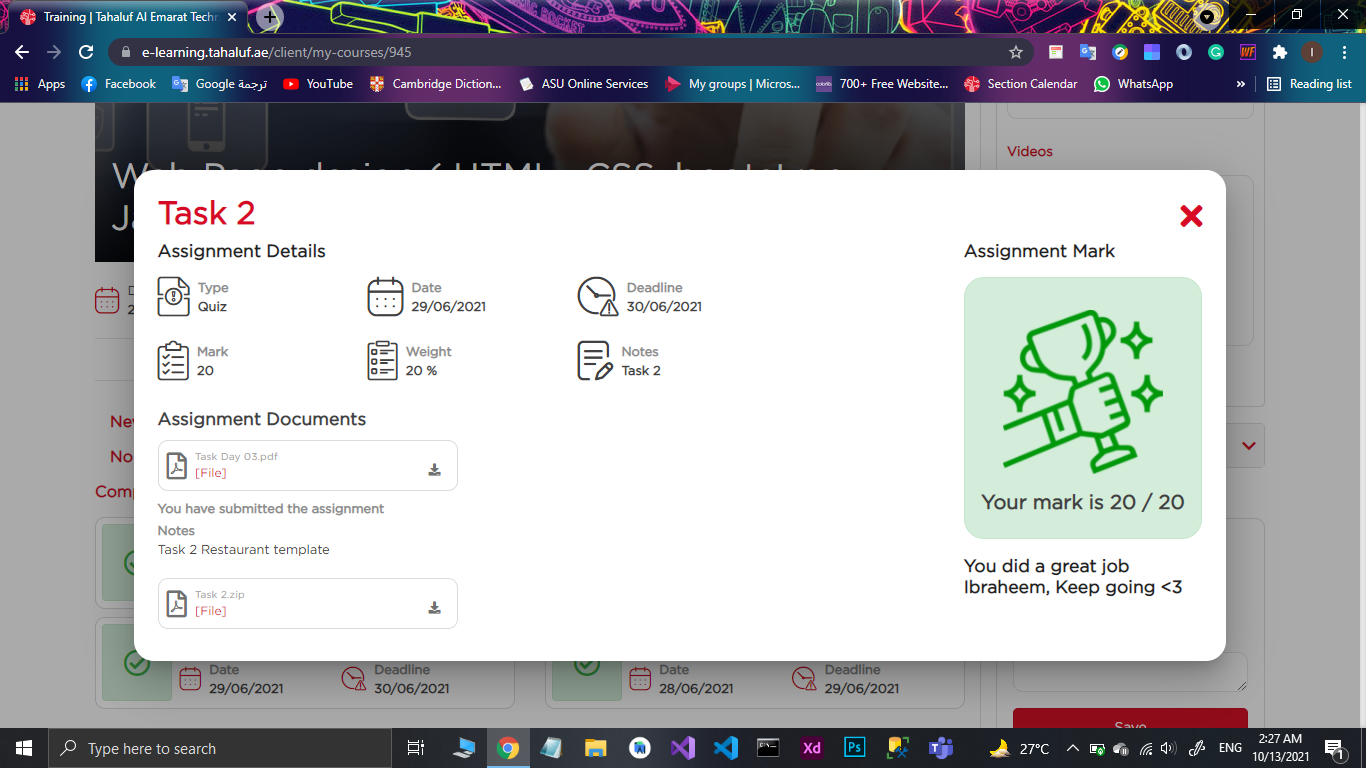 Training | Tahaluf Al Emarat Techn
e-learning.tahaluf.ae/client/my-courses/945
Apps
Facebook
Google ترجمة
YouTube
Cambridge Diction...
ASU Online Services
My groups | Micros...
700+ Free Website...
Section Calendar
WhatsApp
»
Reading list
Videos
Task 2
Assignment Details
Assignment Mark
Type
Quiz
Date
29/06/2021
Deadline
30/06/2021
Mark
20
Weight
20 %
Notes
Task 2
Assignment Documents
Task Day 03.pdf
[File]
You have submitted the assignment
Notes
Task 2 Restaurant template
Task 2.zip
[File]
Your mark is 20 / 20
You did a great job
Ibraheem, Keep going <3
Date
29/06/2021
Deadline
30/06/2021
Date
28/06/2021
Deadline
29/06/2021
Save
Type here to search
Xd
Ps
27°C
ENG
2:27 AM
10/13/2021
1